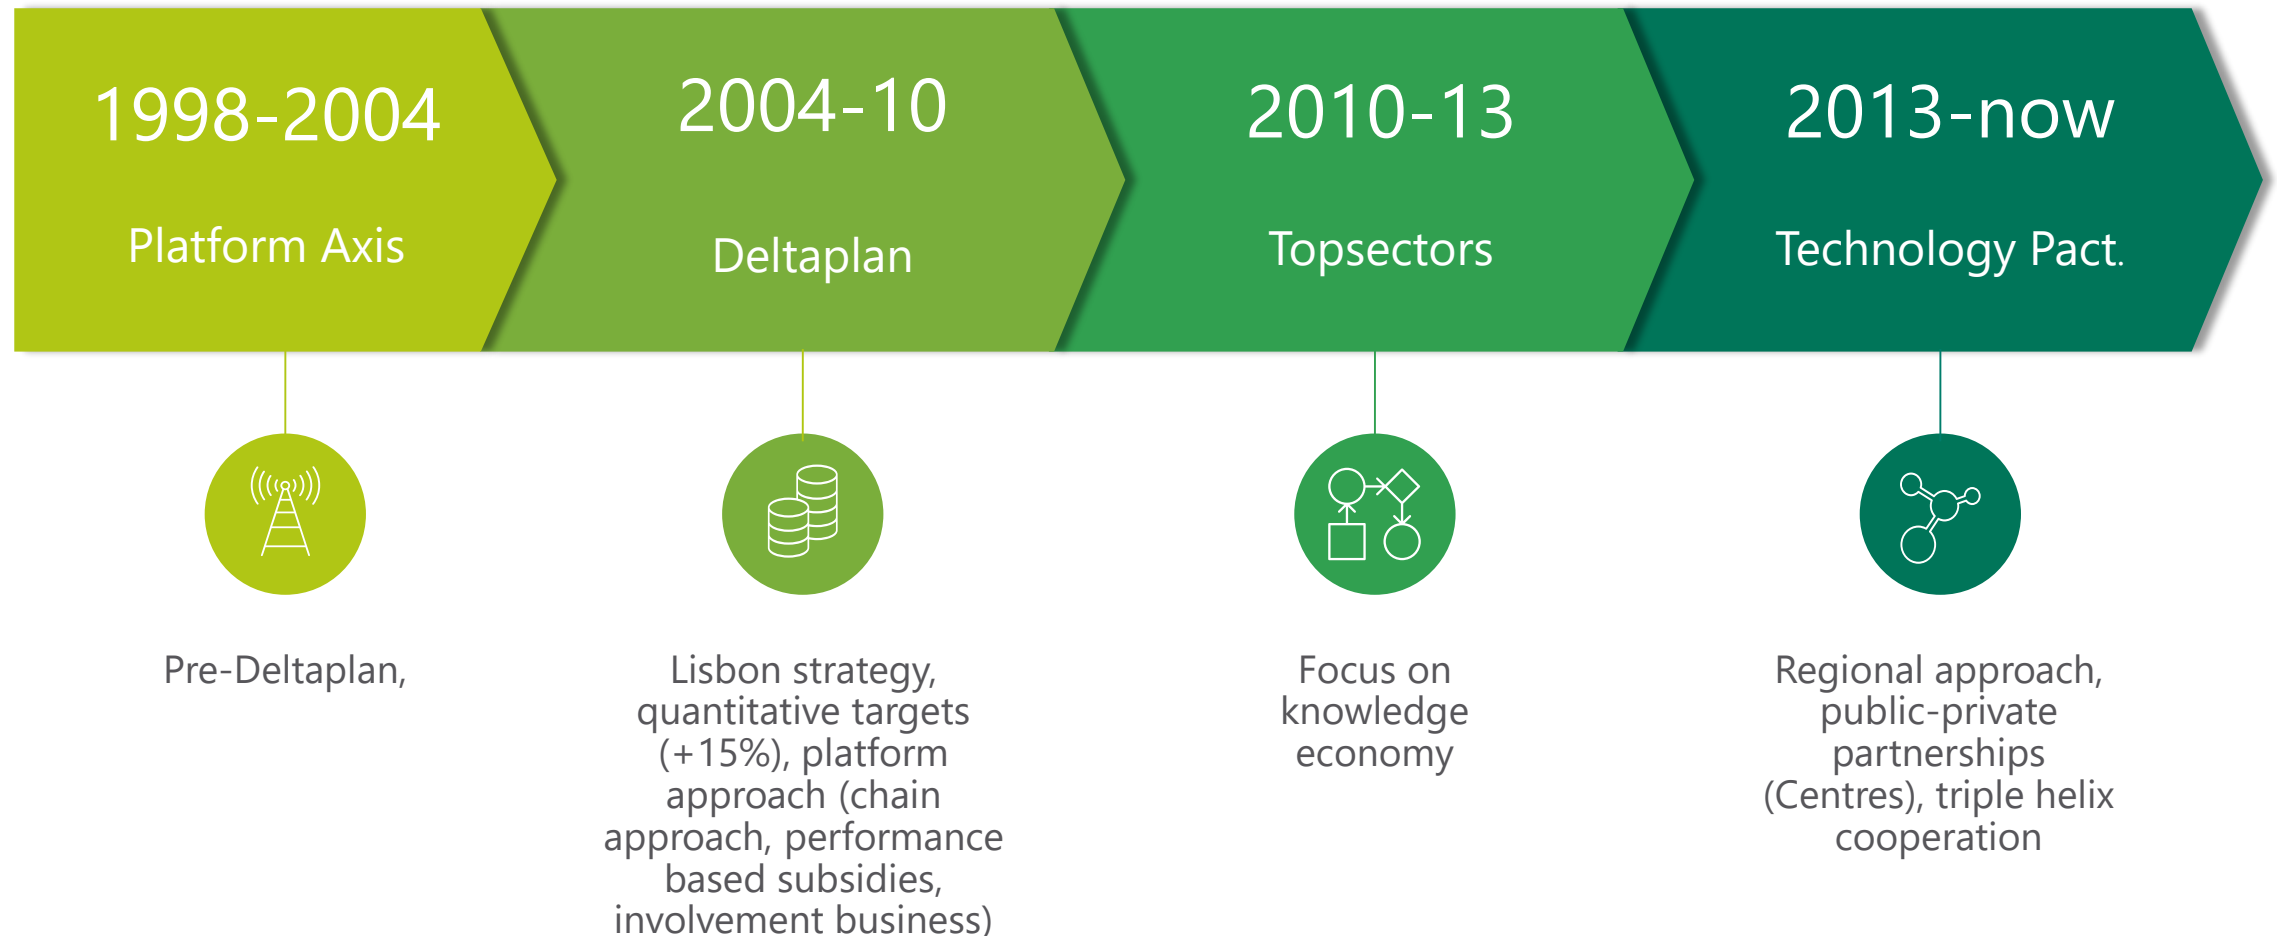 1998-2004
Platform Axis
2004-10
Deltaplan
2010-13
Topsectors
2013-now
Technology Pact.
Pre-Deltaplan,
Lisbon strategy,
quantitative targets
(+15%), platform
approach (chain
approach, performance
based subsidies,
involvement business)
Focus on
knowledge
economy
Regional approach,
public-private
partnerships
(Centres), triple helix
cooperation